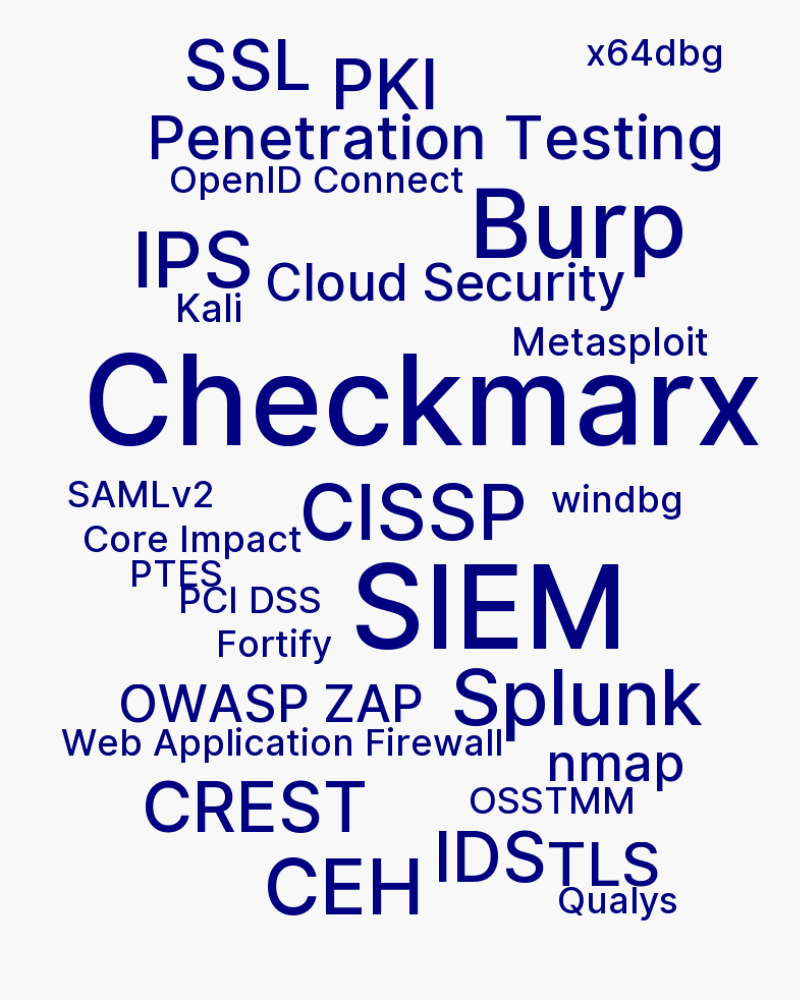 SSL
PKI
x64dbg
Penetration Testing
OpenID Connect
Burp
IPS
Cloud Security
Kali
Metasploit
Checkmarx
SAMLv2
CISSP
windbg
Core Impact
PTES
PCI DSS
SIEM
Fortify
OWASP ZAP
Splunk
Web Application Firewall
nmap
CREST
OSSTMM
IDS
TLS
CEH
Qualys